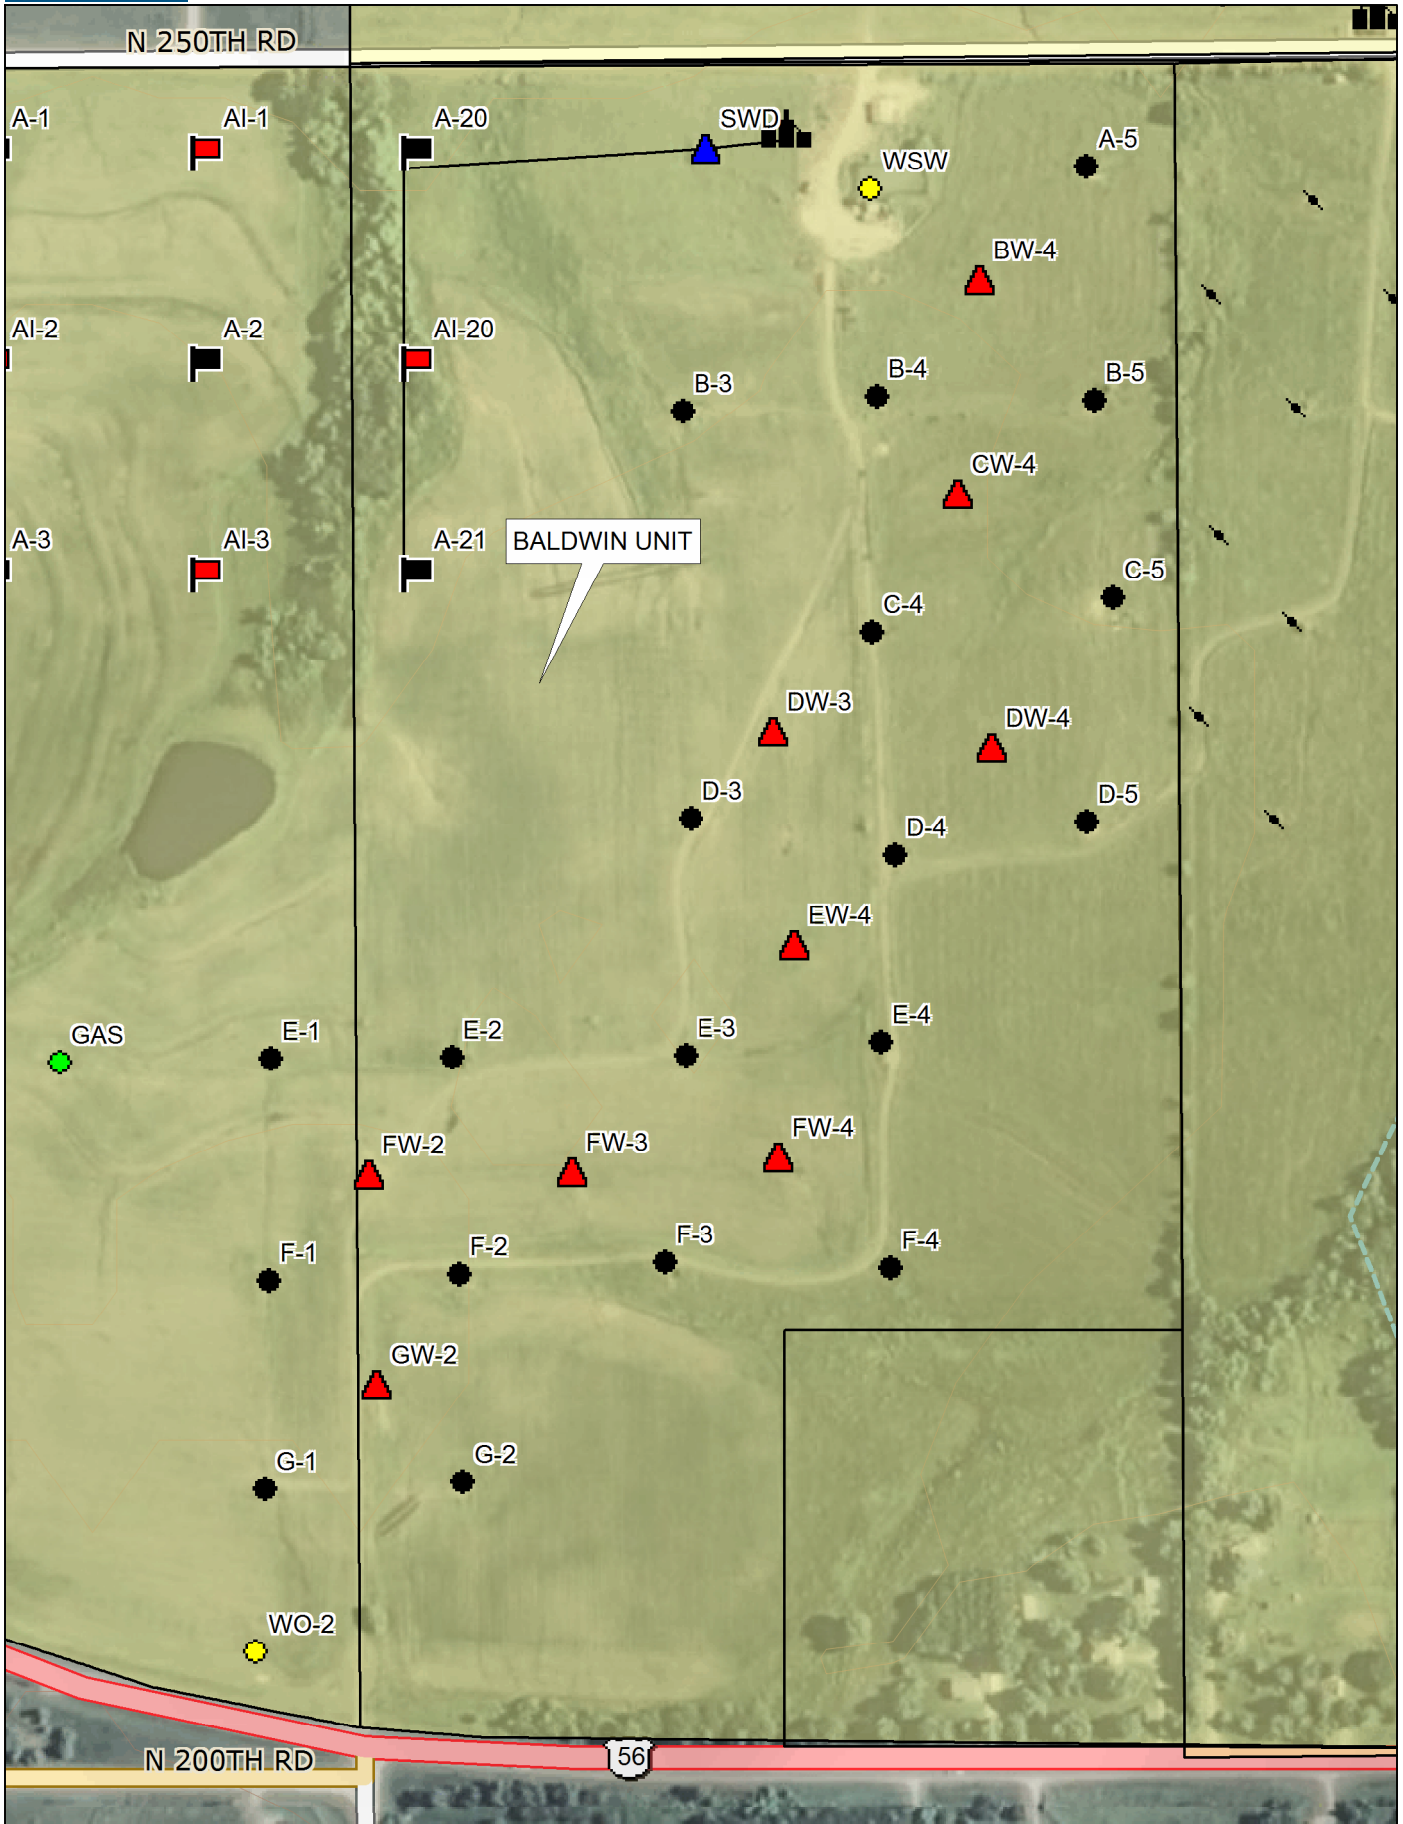 N 250TH RD
A-1
AI-1
A-20
SWD
A-5
WSW
BW-4
AI-2
A-2
AI-20
B-3
B-4
B-5
CW-4
A-3
AI-3
A-21
BALDWIN UNIT
C-5
C-4
DW-3
DW-4
D-3
D-5
D-4
EW-4
GAS
E-1
E-2
E-3
E-4
FW-2
FW-3
FW-4
F-1
F-2
F-3
F-4
GW-2
G-1
G-2
WO-2
N 200TH RD
56